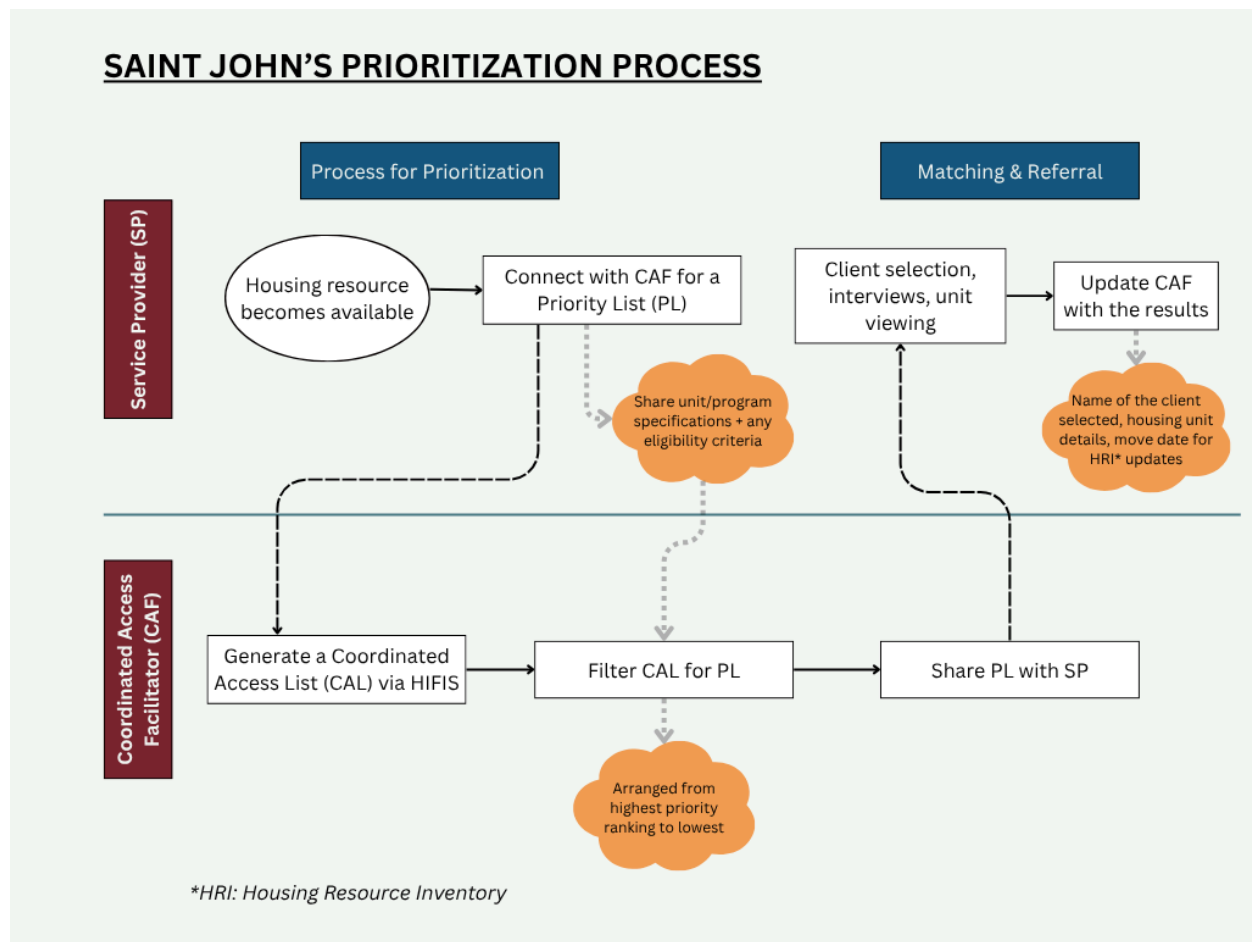 SAINT JOHN’S PRIORITIZATION PROCESS
Process for Prioritization
Matching & Referral
Service Provider (SP)
Housing resource
becomes available
Connect with CAF for a
Priority List (PL)
Client selection,
interviews, unit
viewing
Update CAF
with the results
Share unit/program
specifications + any
eligibility criteria
Name of the client
selected, housing unit
details, move date for
HRI* updates
Coordinated Access
Facilitator (CAF)
Generate a Coordinated
Access List (CAL) via HIFIS
Filter CAL for PL
Share PL with SP
Arranged from
highest priority
ranking to lowest
*HRI: Housing Resource Inventory